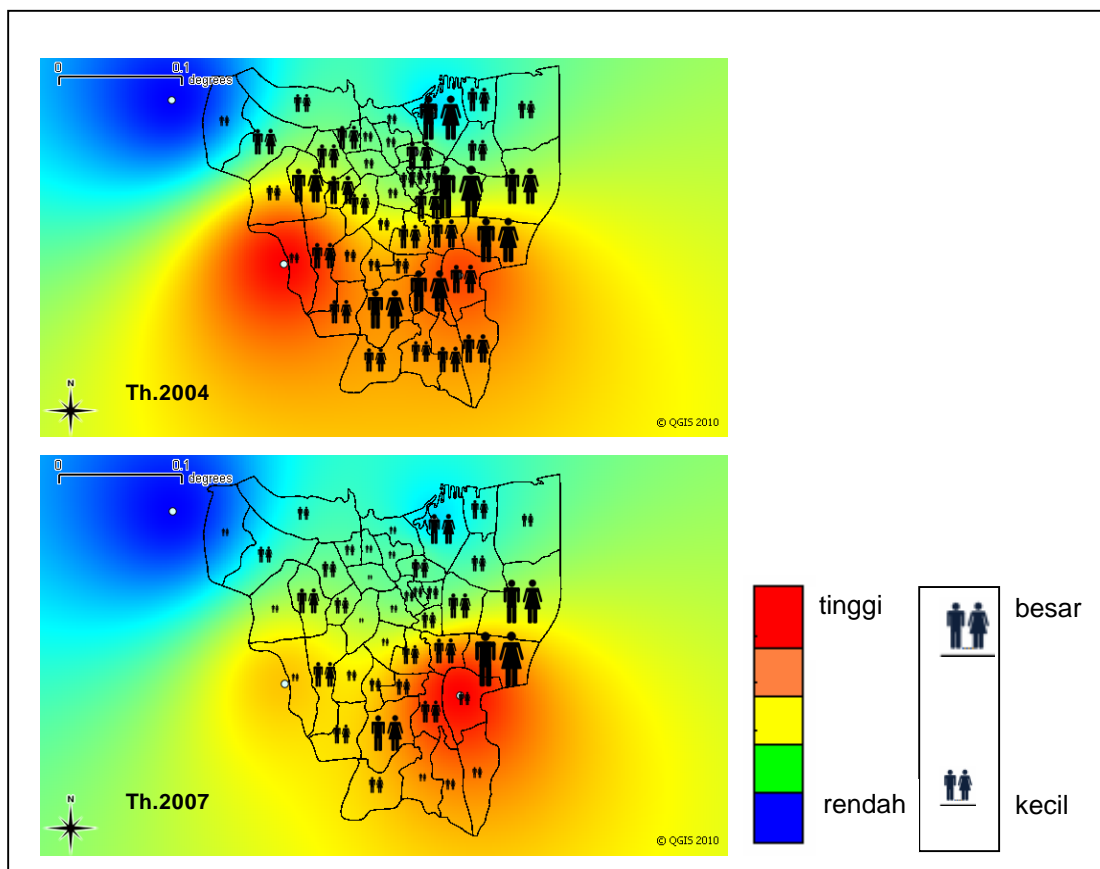 0 0.1
degrees
N
Th.2004
© QGIS 2010
0 0.1
degrees
N
Th.2007
© QGIS 2010
tinggi
rendah
besar
kecil